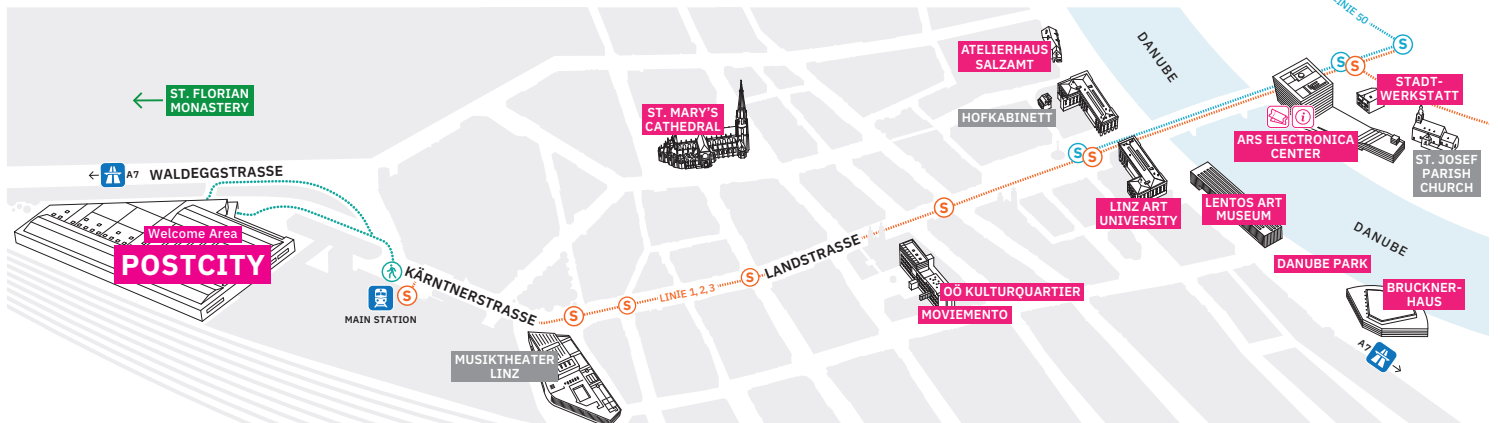 LINIE 50
ATELIERHAUS
SALZAMT
DANUBE
S
S
S
STADT-
WERKSTATT
ST. FLORIAN
MONASTERY
ST. MARY'S
CATHEDRAL
HOFKABINETT
i
ARS ELECTRONICA
CENTER
ST. JOSEF
PARISH
CHURCH
S
S
A7
WALDEGGSTRASSE
LINZ ART
UNIVERSITY
LENTOS ART
MUSEUM
S
Welcome Area
POSTCITY
DANUBE
LANDSTRASSE
DANUBE PARK
KÄRNTNERSTRASSE
S
S
MAIN STATION
S
S
LINIE 1, 2, 3
OÖ KULTURQUARTIER
MOVIEMENTO
BRUCKNER-
HAUS
A7
MUSIKTHEATER
LINZ